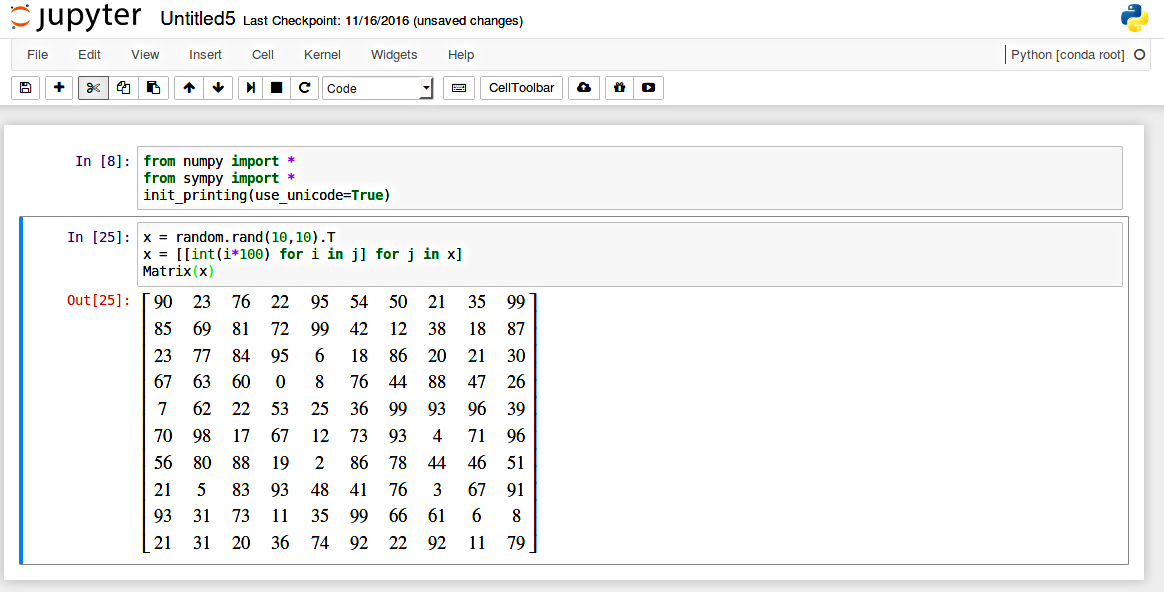 jupyter Untitled5 Last Checkpoint: 11/16/2016 (unsaved changes)
File Edit View Insert Cell Kernel Widgets Help Python [conda root]
Code CellToolbar
In [8]: from numpy import *
from sympy import *
init_printing(use_unicode=True)
In [25]: x = random.rand(10,10).T
x = [[int(i*100) for i in j] for j in x]
Matrix(x)
Out[25]: 90 23 76 22 95 54 50 21 35 99
85 69 81 72 99 42 12 38 18 87
23 77 84 95 6 18 86 20 21 30
67 63 60 0 8 76 44 88 47 26
7 62 22 53 25 36 99 93 96 39
70 98 17 67 12 73 93 4 71 96
56 80 88 19 2 86 78 44 46 51
21 5 83 93 48 41 76 3 67 91
93 31 73 11 35 99 66 61 6 8
21 31 20 36 74 92 22 92 11 79